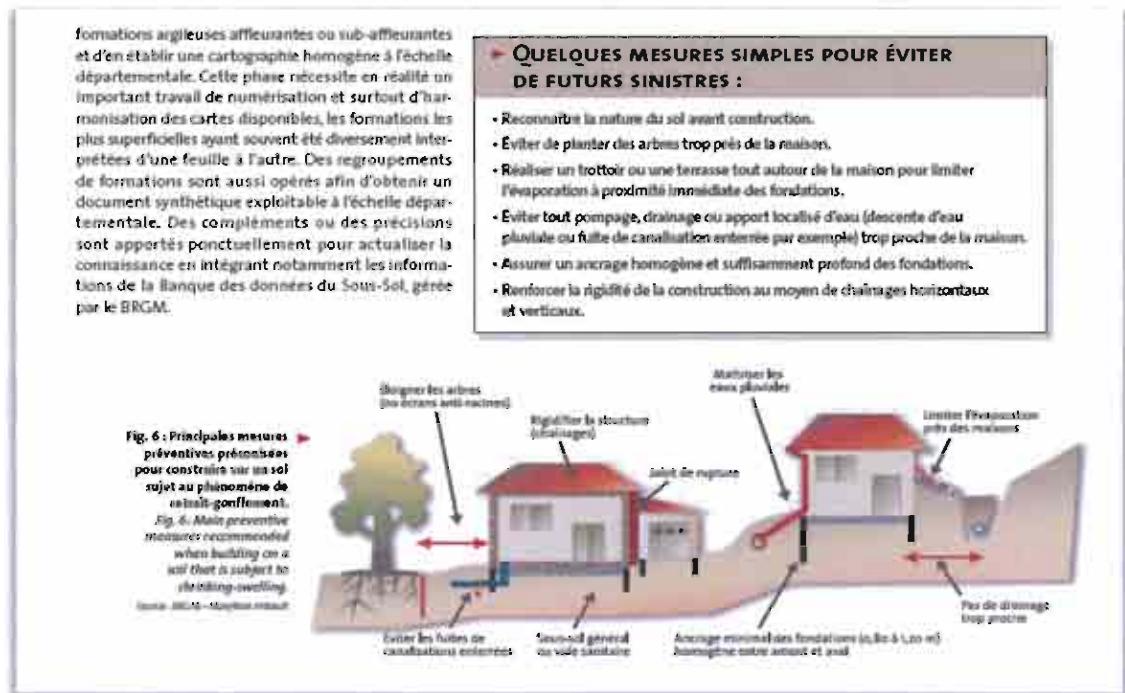 formations argileuses affleurantes ou sub-affleurantes
et d'en établir une cartographie homogène à l'échelle
départementale. Cette phase nécessite en réalité un
important travail de numérisation et surtout d'har-
monisation des cartes disponibles, les formations les
plus superficielles ayant souvent été diversement inter-
prétées d'une feuille à l'autre. Des regroupements
de formations sont aussi opérés afin d'obtenir un
document synthétique exploitable à l'échelle dépar-
tementale. Des compléments ou des précisions
sont apportés ponctuellement pour actualiser la
connaissance en intégrant notamment les informa-
tions de la Banque des données du Sous-Sol, gérée
par le BRGM.
QUELQUES MESURES SIMPLES POUR ÉVITER
DE FUTURS SINISTRES :
• Reconnaître la nature du sol avant construction.
• Éviter de planter des arbres trop près de la maison.
• Réaliser un trottoir ou une terrasse tout autour de la maison pour limiter
l'évaporation à proximité immédiate des fondations.
• Éviter tout pompage, drainage ou apport localisé d'eau (descente d'eau
pluviale ou fuite de canalisation enterrée par exemple) trop proche de la maison.
• Assurer un ancrage homogène et suffisamment profond des fondations.
• Renforcer la rigidité de la construction au moyen de chaînages horizontaux
et verticaux.
Fig. 6 : Principales mesures
préventives préconisées
pour construire sur un sol
sujet au phénomène de
retrait-gonflement.
Fig. 6: Main preventive
measures recommended
when building on a
soil that is subject to
shrinking-swelling.
Source : BRGM –
Éloigner les arbres
(ou écrans anti-racines)
Rigidifier la structure
(chaînages)
Joint de rupture
Maîtriser les
eaux pluviales
Limiter l'évaporation
près des maisons
Éviter les fuites de
canalisations enterrées
Sous-sol général
ou vide sanitaire
Ancrage minimal des fondations (0,80 à 1,20 m)
homogène entre amont et aval
Pas de drainage
trop proche